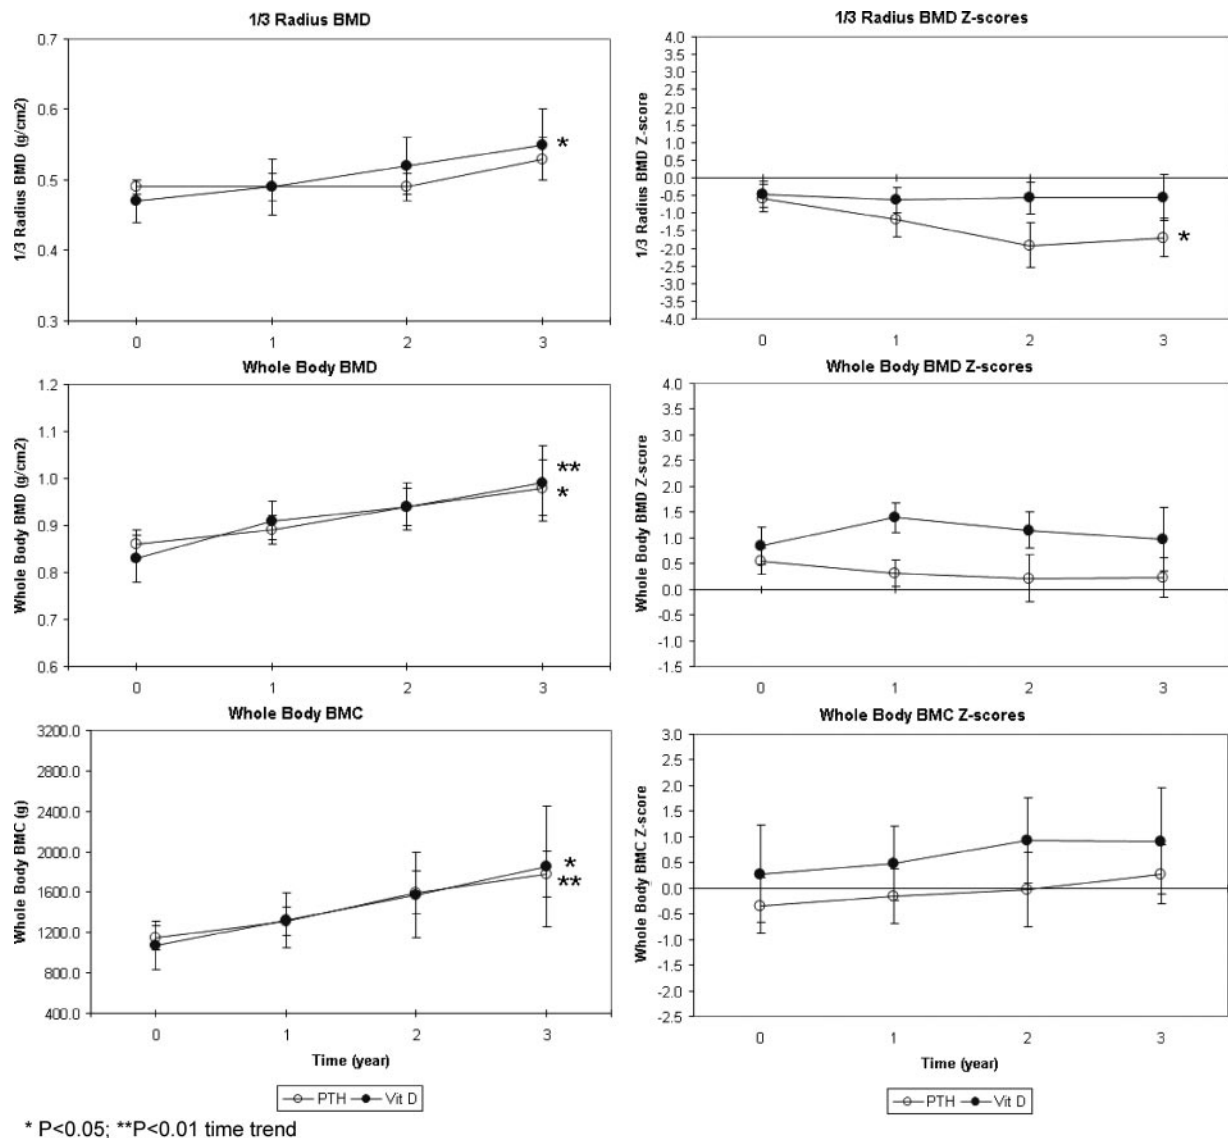 1/3 Radius BMD
1/3 Radius BMD (g/cm2)
0.7
0.6
0.5
0.4
0.3
0 1 2 3
*
1/3 Radius BMD Z-scores
1/3 Radius BMD Z-score
4.0
3.5
3.0
2.5
2.0
1.5
1.0
0.5
0.0
-0.5
-1.0
-1.5
-2.0
-2.5
-3.0
-3.5
-4.0
0 1 2 3
*
Whole Body BMD
Whole Body BMD (g/cm2)
1.2
1.1
1.0
0.9
0.8
0.7
0.6
0 1 2 3
**
*
Whole Body BMD Z-scores
Whole Body BMD Z-score
4.0
3.5
3.0
2.5
2.0
1.5
1.0
0.5
0.0
-0.5
-1.0
-1.5
0 1 2 3
Whole Body BMC
Whole Body BMC (g)
3200.0
2800.0
2400.0
2000.0
1600.0
1200.0
800.0
400.0
0 1 2 3
*
**
Time (year)
PTH Vit D
Whole Body BMC Z-scores
Whole Body BMC Z-score
3.0
2.5
2.0
1.5
1.0
0.5
0.0
-0.5
-1.0
-1.5
-2.0
-2.5
0 1 2 3
Time (year)
PTH Vit D
* P<0.05; **P<0.01 time trend